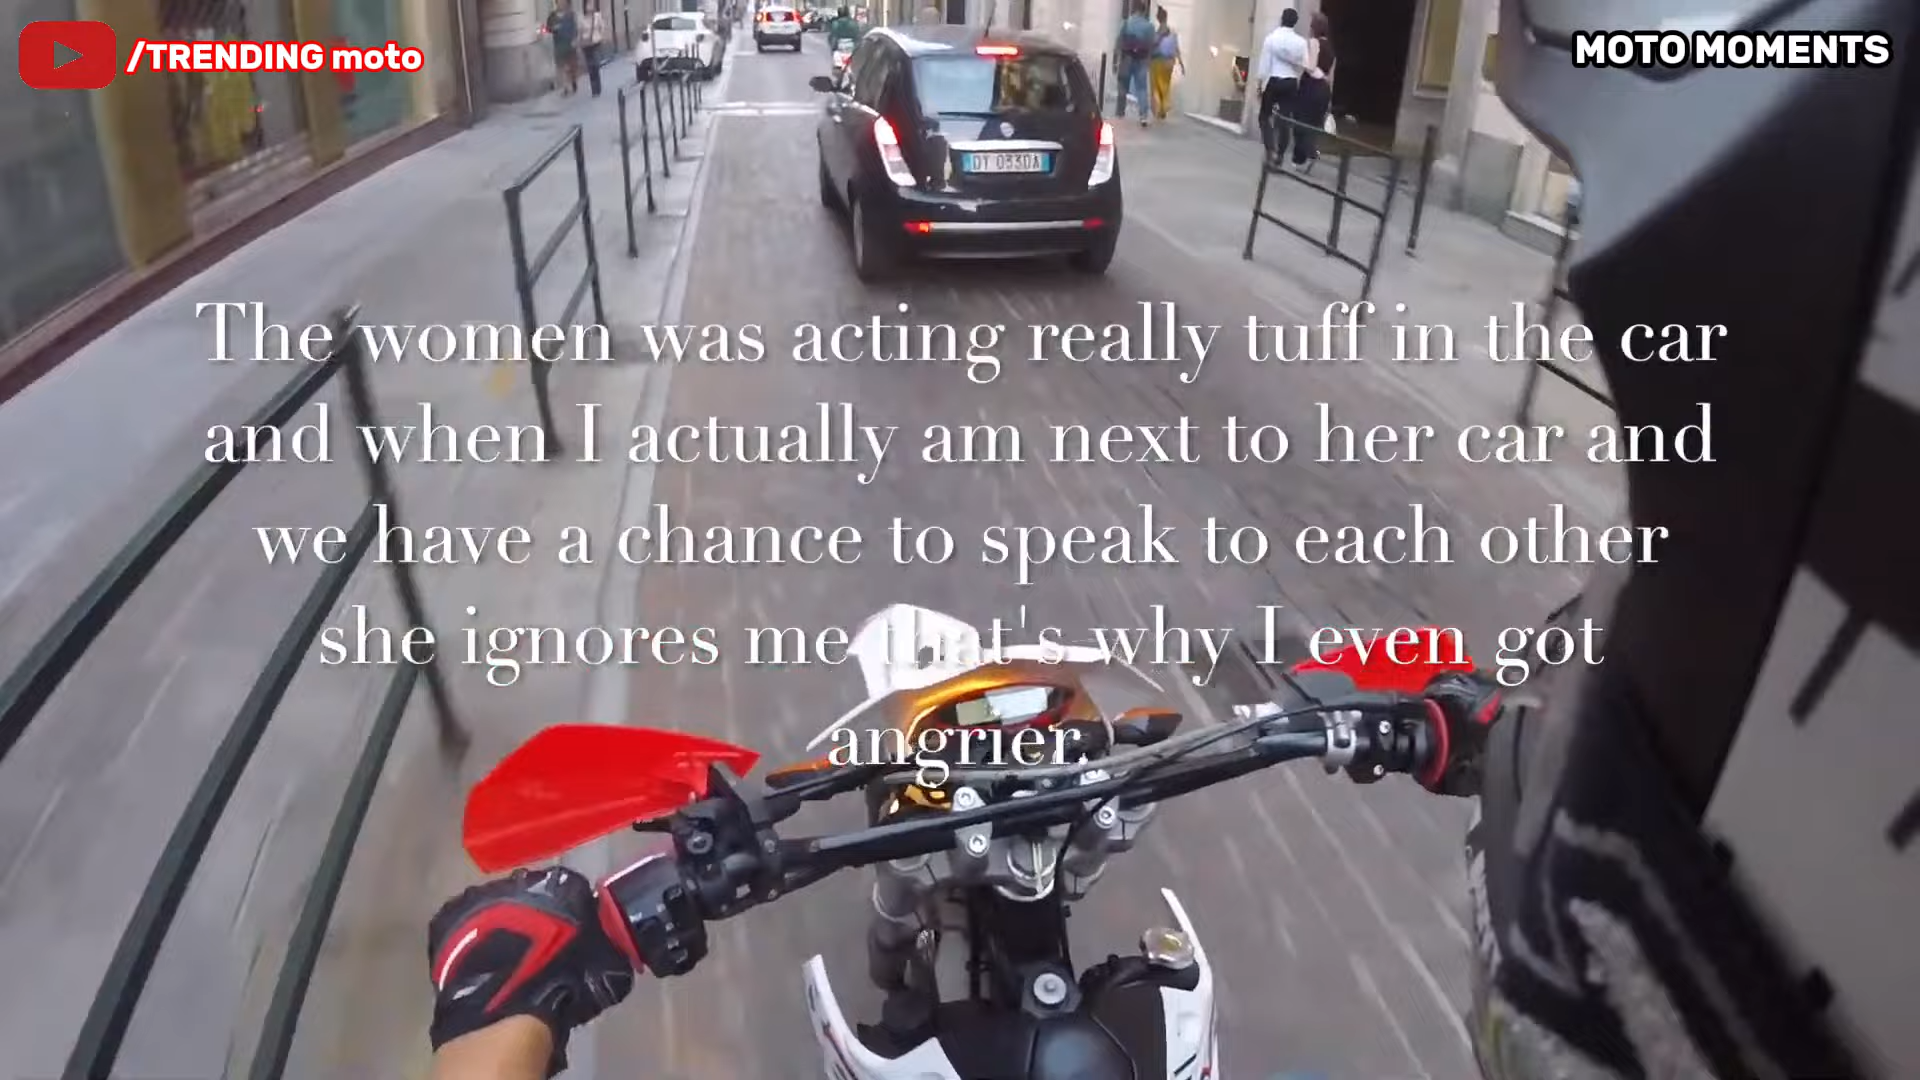 /TRENDING moto
MOTO MOMENTS
DY 033DA
The women was acting really tuff in the car
and when I actually am next to her car and
we have a chance to speak to each other
she ignores me that's why I even got
angrier.